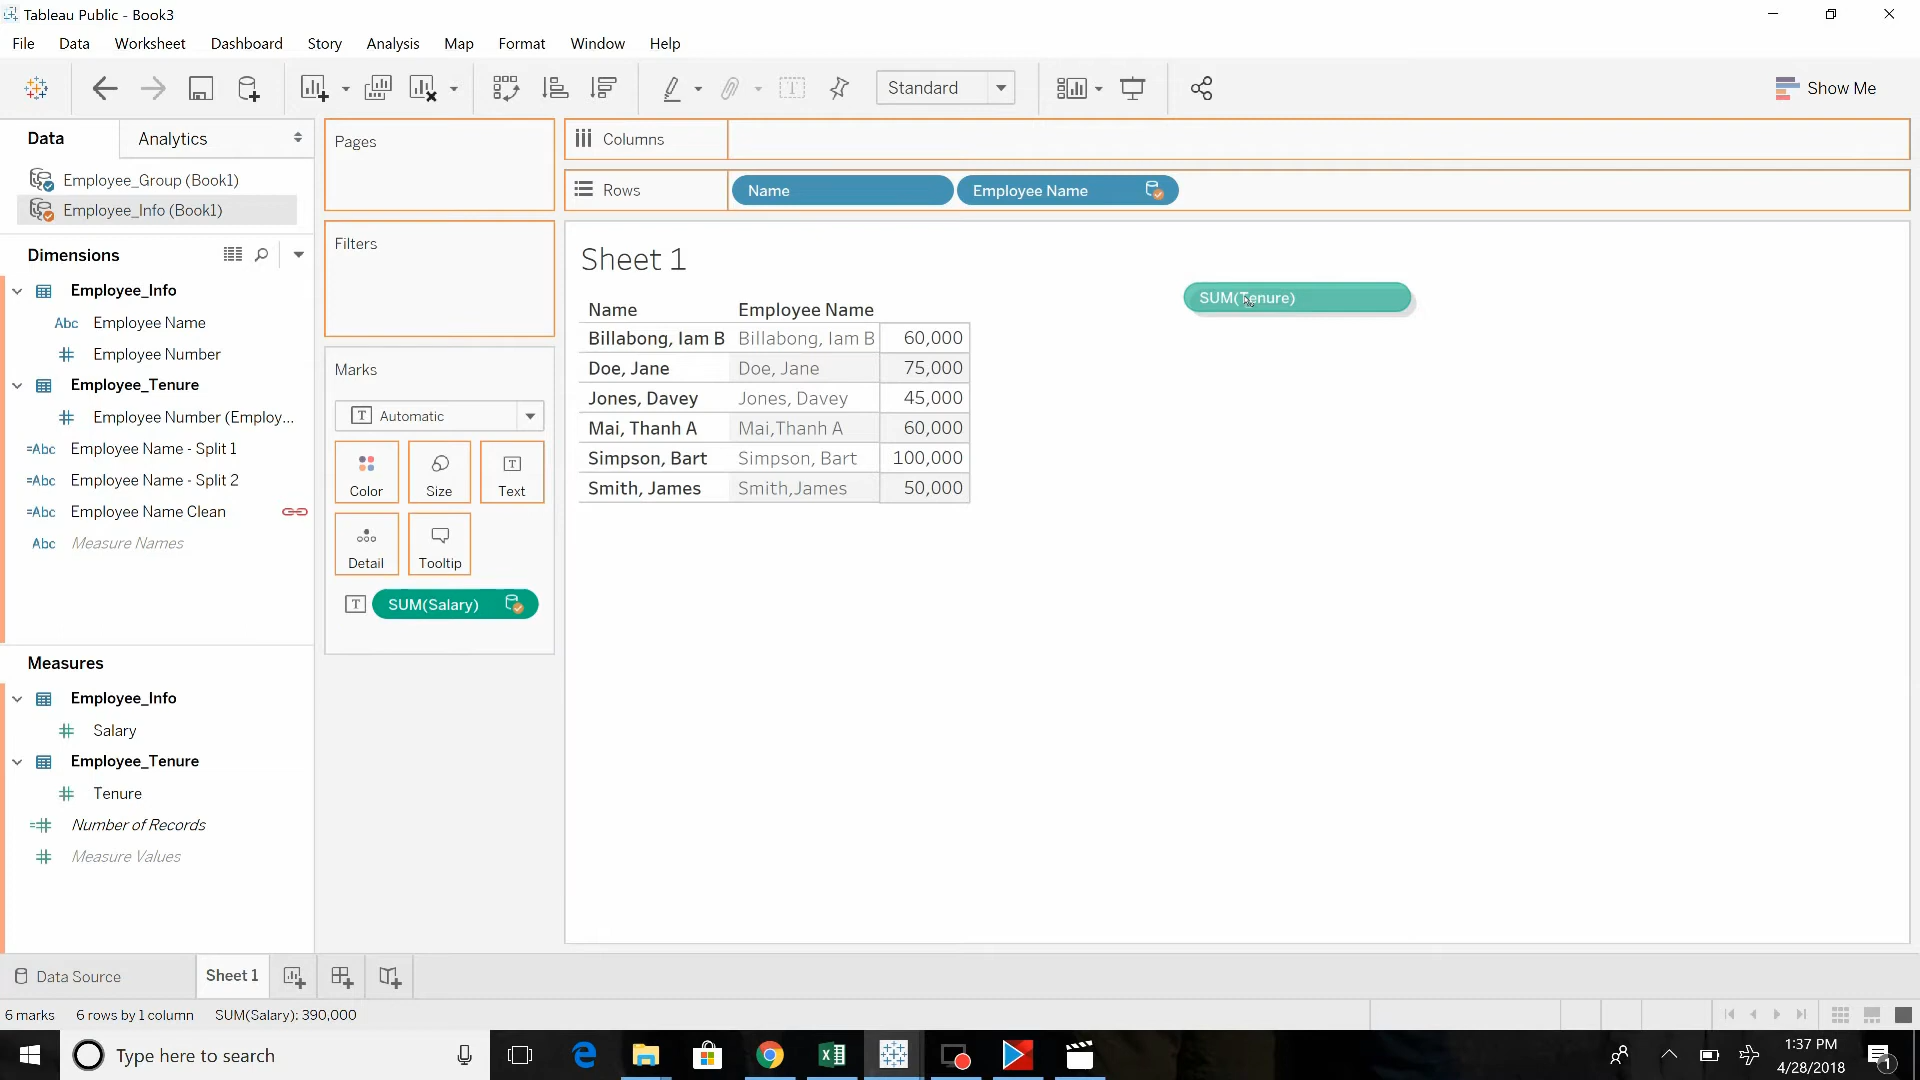 Tableau Public - Book3
File Data Worksheet Dashboard Story Analysis Map Format Window Help
Standard
Show Me
Data Analytics
Employee_Group (Book1)
Employee_Info (Book1)
Dimensions
Employee_Info
Abc Employee Name
# Employee Number
Employee_Tenure
# Employee Number (Employ...
=Abc Employee Name - Split 1
=Abc Employee Name - Split 2
=Abc Employee Name Clean
Abc Measure Names
Measures
Employee_Info
# Salary
Employee_Tenure
# Tenure
=# Number of Records
# Measure Values
Pages
Filters
Marks
T Automatic
Color Size Text
Detail Tooltip
T SUM(Salary)
Columns
Rows Name Employee Name
Sheet 1
SUM(Tenure)
Name Employee Name
Billabong, Iam B Billabong, Iam B 60,000
Doe, Jane Doe, Jane 75,000
Jones, Davey Jones, Davey 45,000
Mai, Thanh A Mai,Thanh A 60,000
Simpson, Bart Simpson, Bart 100,000
Smith, James Smith,James 50,000
Data Source Sheet 1
6 marks 6 rows by 1 column SUM(Salary): 390,000
Type here to search
1:37 PM
4/28/2018
1